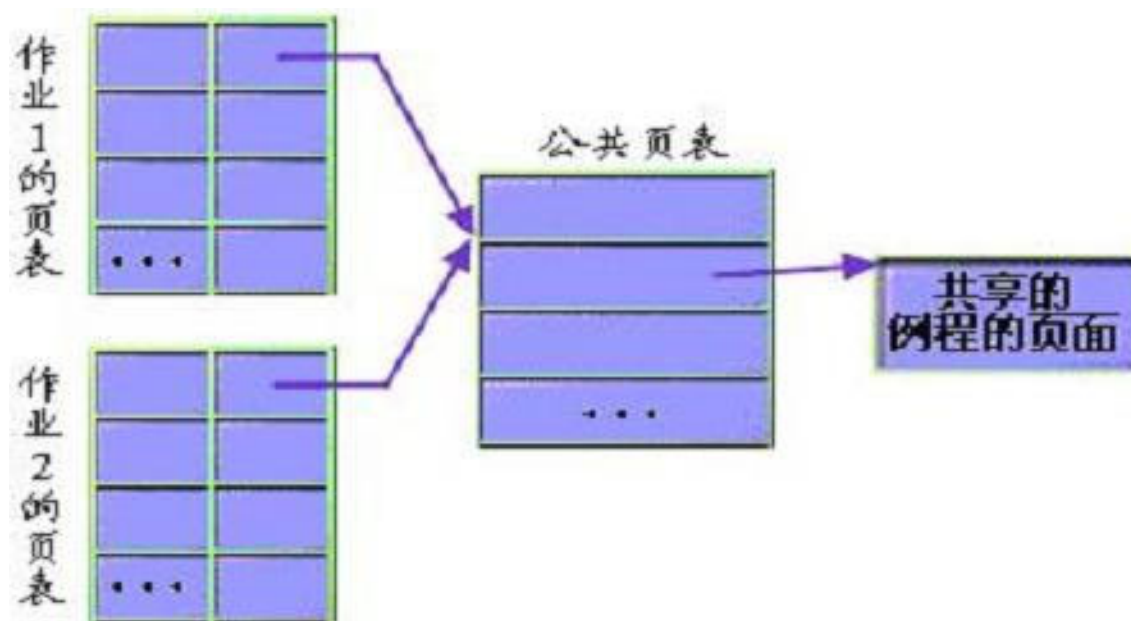 作业1的页表
公共页表
共享的
例程的页面
作业2的页表